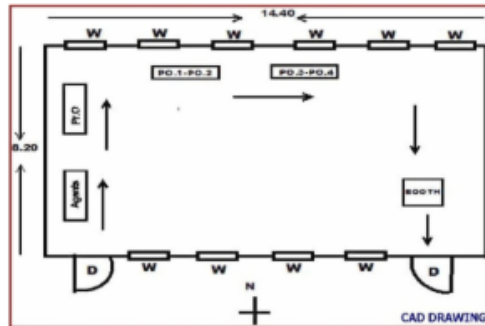 14.40
W W W W W W
PO.1-PO.2 PO.3-PO.4
Pr.O
8.20
Agents
BOOTH
D W W W W D
N
CAD DRAWING